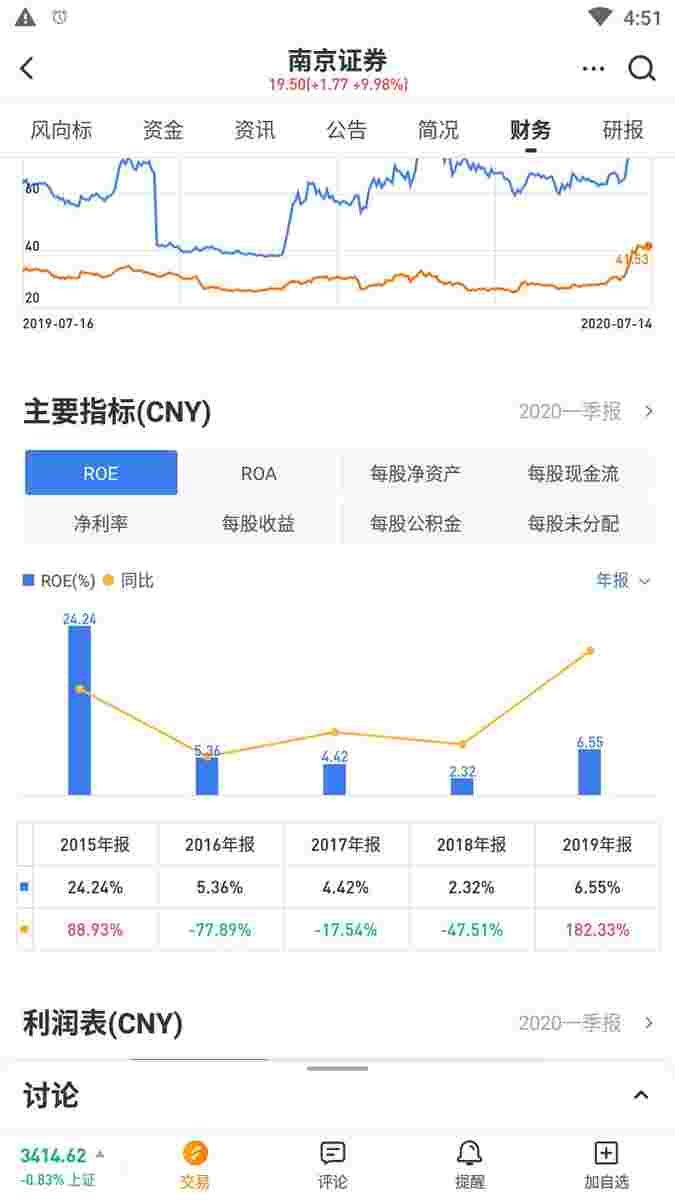 4:51
南京证券
19.50(+1.77 +9.98%)
风向标 资金 资讯 公告 简况 财务 研报
60
40
41.53
20
2019-07-16 2020-07-14
主要指标(CNY) 2020一季报
ROE ROA 每股净资产 每股现金流
净利率 每股收益 每股公积金 每股未分配
ROE(%) 同比 年报
24.24
5.36
4.42
2.32
6.55
2015年报 2016年报 2017年报 2018年报 2019年报
24.24% 5.36% 4.42% 2.32% 6.55%
88.93% -77.89% -17.54% -47.51% 182.33%
利润表(CNY) 2020一季报
讨论
3414.62
-0.83% 上证
交易 评论 提醒 加自选